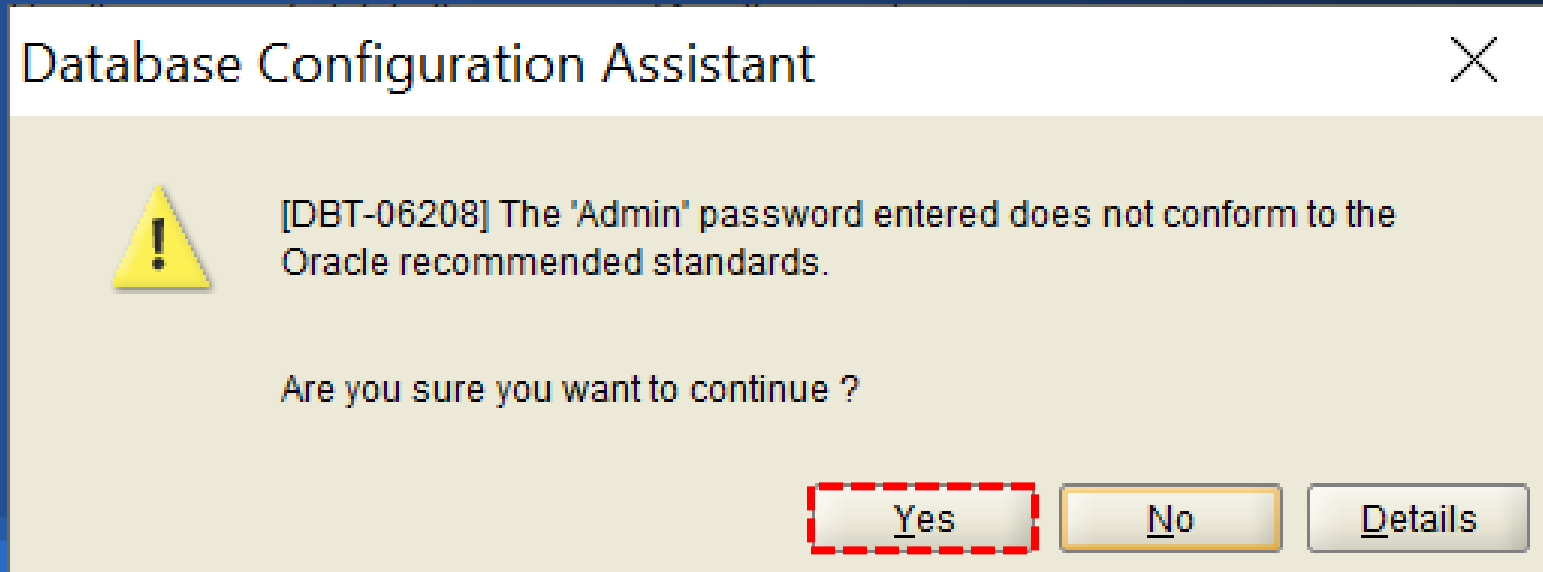 Database Configuration Assistant
[DBT-06208] The 'Admin' password entered does not conform to the
Oracle recommended standards.
Are you sure you want to continue ?
Yes
No
Details